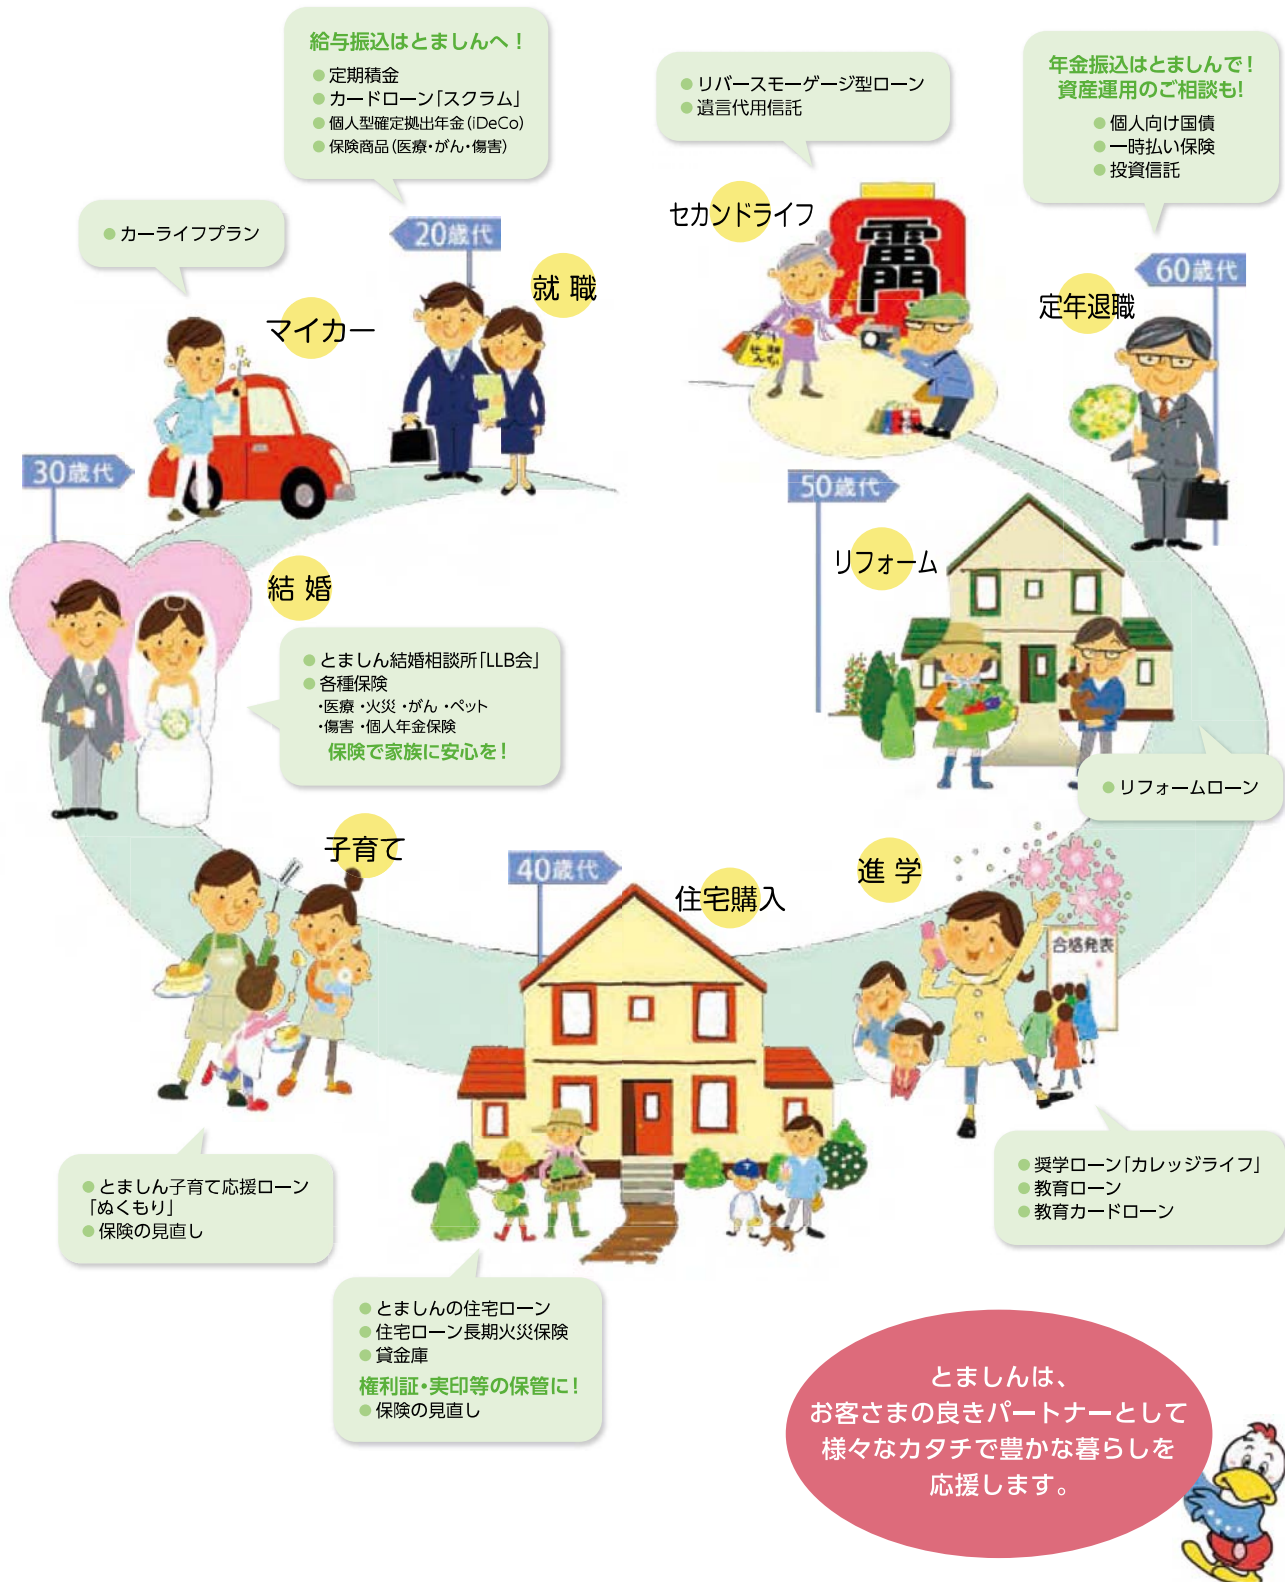 給与振込はとましんへ！
●定期積金
●カードローン「スクラム」
●個人型確定拠出年金(iDeCo)
●保険商品(医療・がん・傷害)
20歳代
就職
●カーライフプラン
マイカー
30歳代
結婚
●とましん結婚相談所「LLB会」
●各種保険
・医療・火災・がん・ペット
・傷害・個人年金保険
保険で家族に安心を！
子育て
●とましん子育て応援ローン
「ぬくもり」
●保険の見直し
40歳代
住宅購入
●とましんの住宅ローン
●住宅ローン長期火災保険
●貸金庫
権利証・実印等の保管に！
●保険の見直し
進学
合格発表
●奨学ローン「カレッジライフ」
●教育ローン
●教育カードローン
50歳代
リフォーム
●リフォームローン
60歳代
定年退職
年金振込はとましんで！
資産運用のご相談も！
●個人向け国債
●一時払い保険
●投資信託
セカンドライフ
●リバースモーゲージ型ローン
●遺言代用信託
雷門
とましんは、
お客さまの良きパートナーとして
様々なカタチで豊かな暮らしを
応援します。